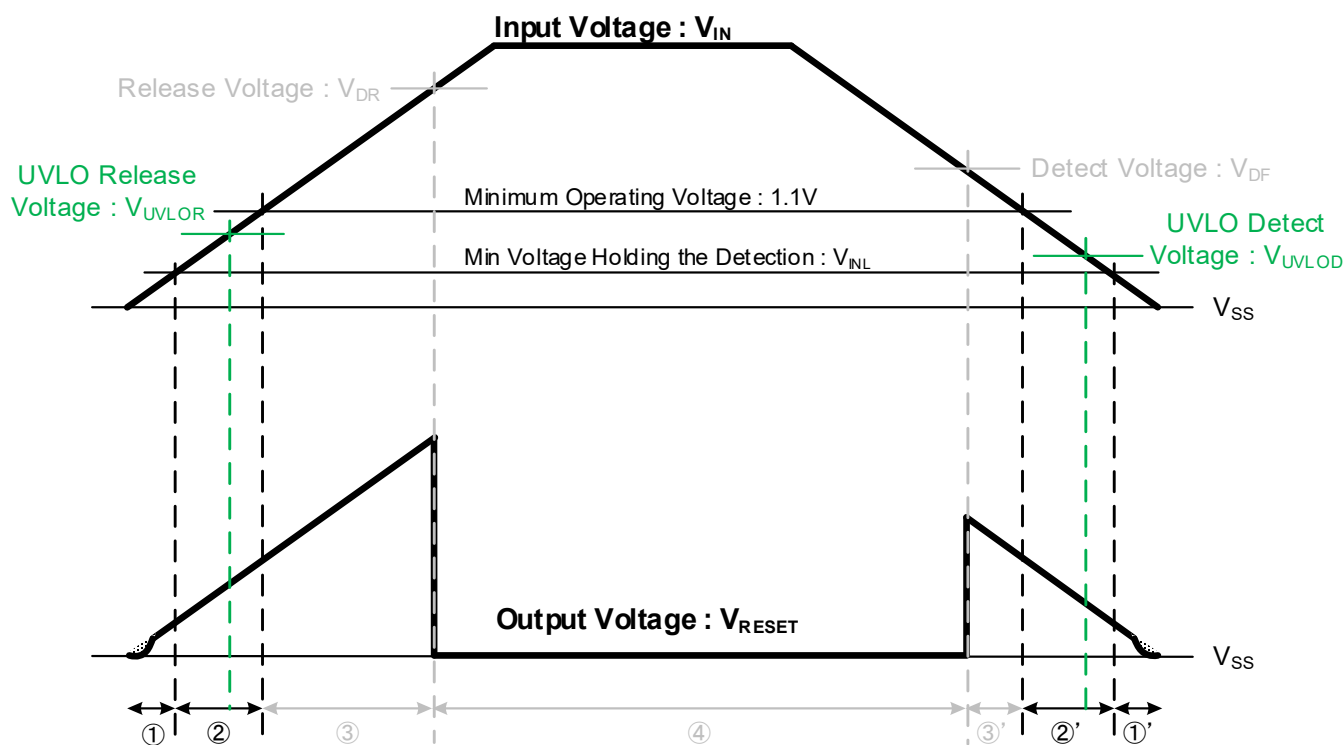 Input Voltage : VIN
Release Voltage : VDR
UVLO Release
Voltage : VUVLOR
Minimum Operating Voltage : 1.1V
Min Voltage Holding the Detection : VINL
Detect Voltage : VDF
UVLO Detect
Voltage : VUVLOD
VSS
Output Voltage : VRESET
VSS
① ② ③ ④ ③' ②' ①'